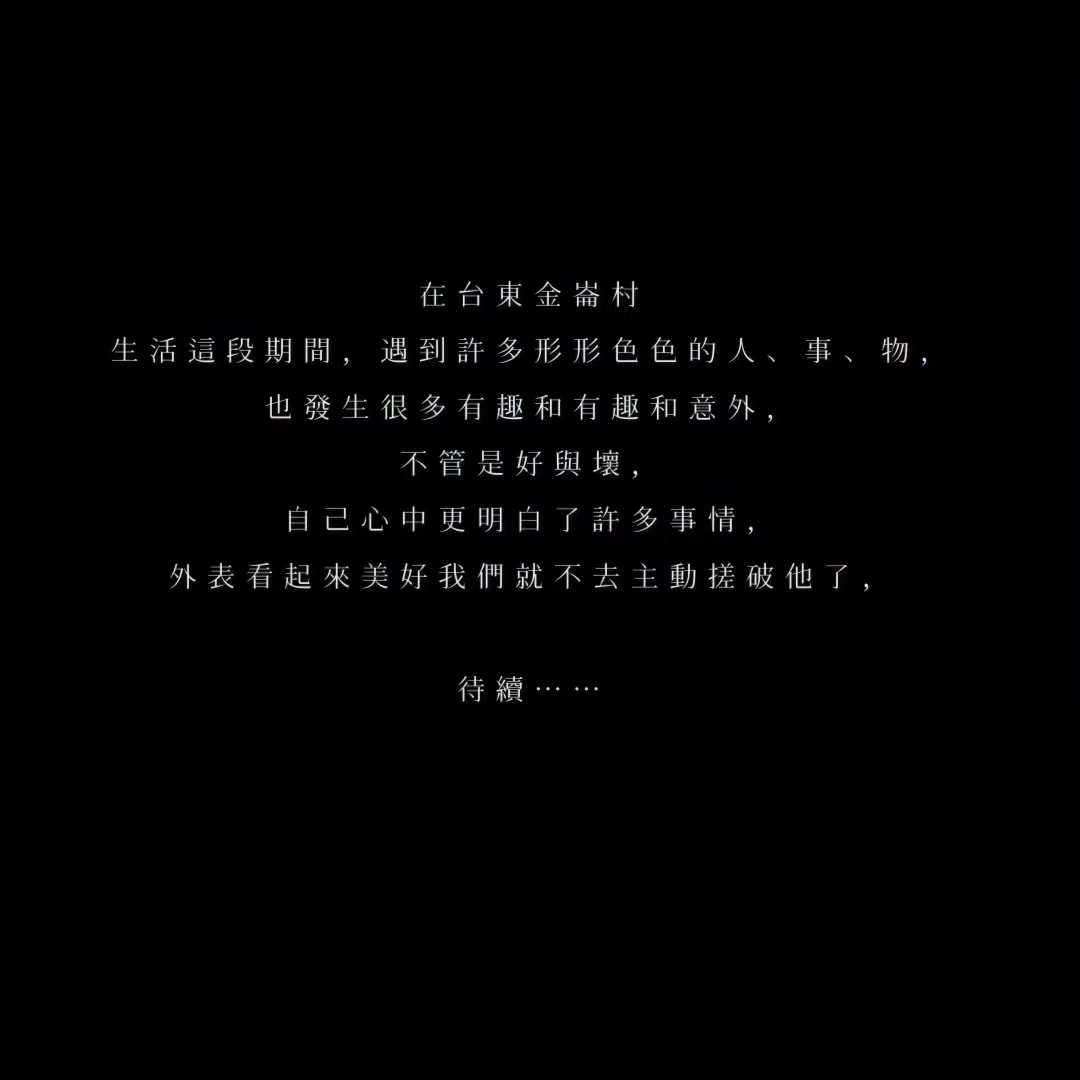 在台東金崙村
生活這段期間，遇到許多形形色色的人、事、物，
也發生很多有趣和有趣和意外，
不管是好與壞，
自己心中更明白了許多事情，
外表看起來美好我們就不去主動搓破他了，
待續⋯⋯